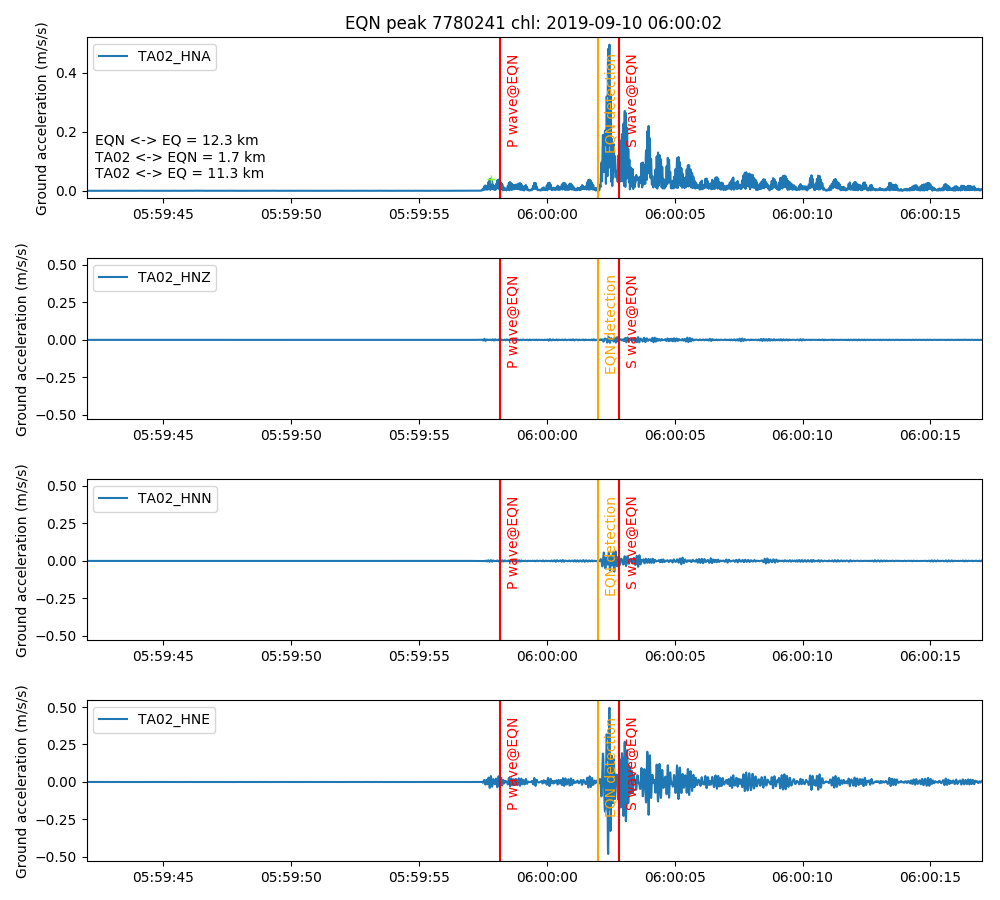 EQN peak 7780241 chl: 2019-09-10 06:00:02
Ground acceleration (m/s/s)
0.4
0.2
0.0
TA02_HNA
EQN <-> EQ = 12.3 km
TA02 <-> EQN = 1.7 km
TA02 <-> EQ = 11.3 km
P wave@EQN
EQN detection
S wave@EQN
05:59:45
05:59:50
05:59:55
06:00:00
06:00:05
06:00:10
06:00:15
Ground acceleration (m/s/s)
0.50
0.25
0.00
−0.25
−0.50
TA02_HNZ
P wave@EQN
EQN detection
S wave@EQN
05:59:45
05:59:50
05:59:55
06:00:00
06:00:05
06:00:10
06:00:15
Ground acceleration (m/s/s)
0.50
0.25
0.00
−0.25
−0.50
TA02_HNN
P wave@EQN
EQN detection
S wave@EQN
05:59:45
05:59:50
05:59:55
06:00:00
06:00:05
06:00:10
06:00:15
Ground acceleration (m/s/s)
0.50
0.25
0.00
−0.25
−0.50
TA02_HNE
P wave@EQN
EQN detection
S wave@EQN
05:59:45
05:59:50
05:59:55
06:00:00
06:00:05
06:00:10
06:00:15